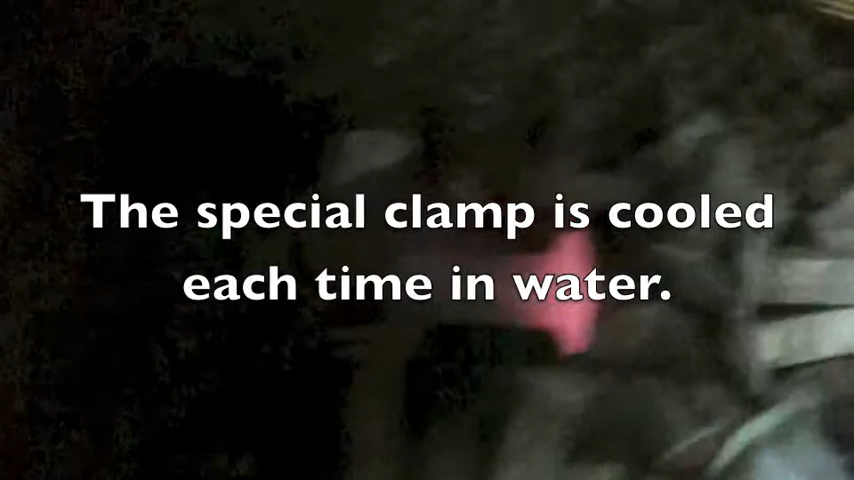 The special clamp is cooled
each time in water.